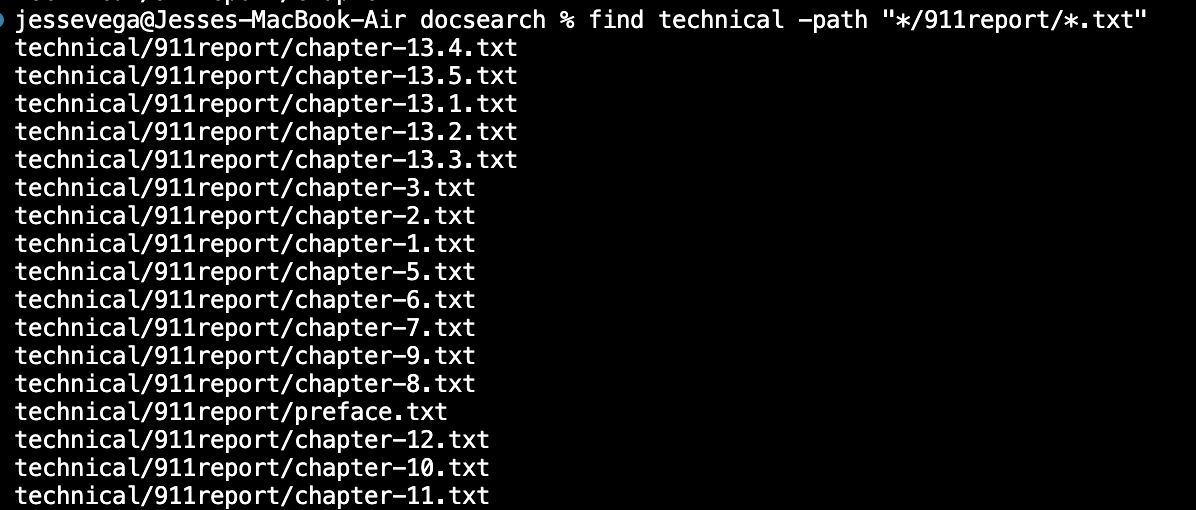 jessevega@Jesses-MacBook-Air docsearch % find technical -path "*/911report/*.txt"
technical/911report/chapter-13.4.txt
technical/911report/chapter-13.5.txt
technical/911report/chapter-13.1.txt
technical/911report/chapter-13.2.txt
technical/911report/chapter-13.3.txt
technical/911report/chapter-3.txt
technical/911report/chapter-2.txt
technical/911report/chapter-1.txt
technical/911report/chapter-5.txt
technical/911report/chapter-6.txt
technical/911report/chapter-7.txt
technical/911report/chapter-9.txt
technical/911report/chapter-8.txt
technical/911report/preface.txt
technical/911report/chapter-12.txt
technical/911report/chapter-10.txt
technical/911report/chapter-11.txt